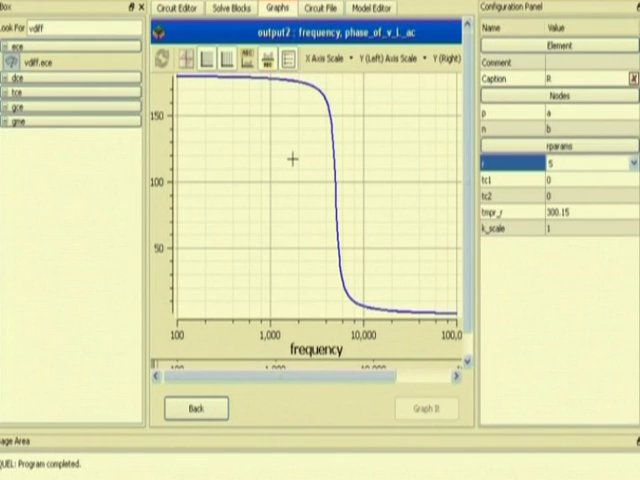 Box
Circuit Editor Solve Blocks Graphs Circuit File Model Editor
Configuration Panel
Look For vdiff
ece
vdiff.ece
dce
tce
gce
gme
output2 : frequency, phase_of_v_L_ac
X Axis Scale Y (Left) Axis Scale Y (Right)
150
100
50
100 1,000 10,000 100,0
frequency
Back Graph It
Name Value
Element
Comment
Caption R
Nodes
p a
n b
rparams
r 5
tc1 0
tc2 0
tmpr_r 300.15
k_scale 1
sage Area
QUEL: Program completed.